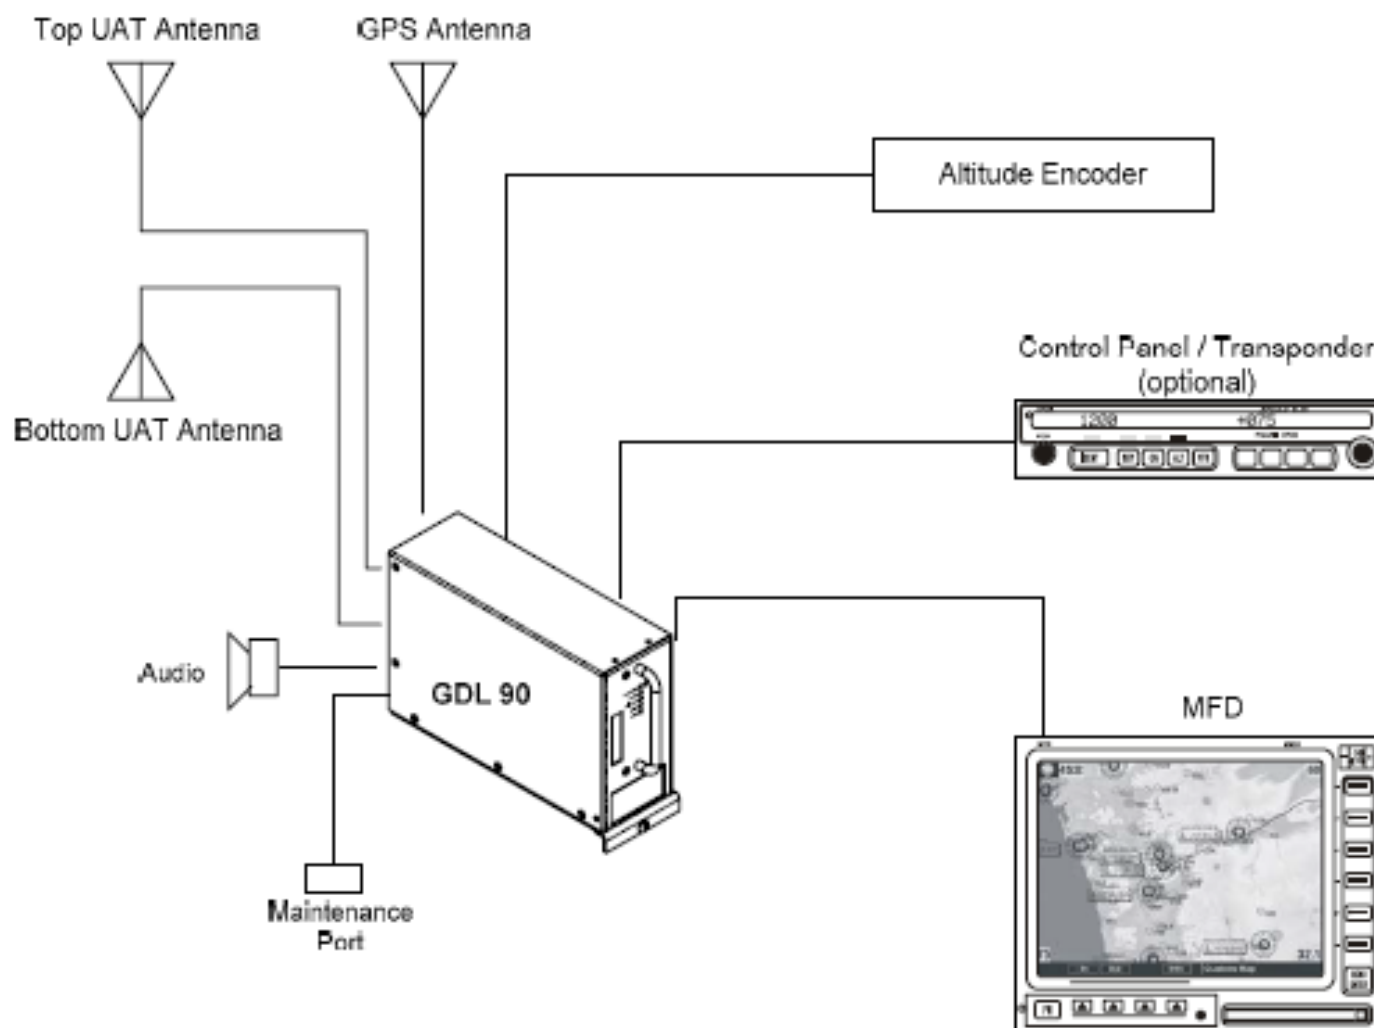 Top UAT Antenna
GPS Antenna
Altitude Encoder
Control Panel / Transponder
(optional)
1200
+075
Bottom UAT Antenna
Audio
GDL 90
MFD
Maintenance
Port